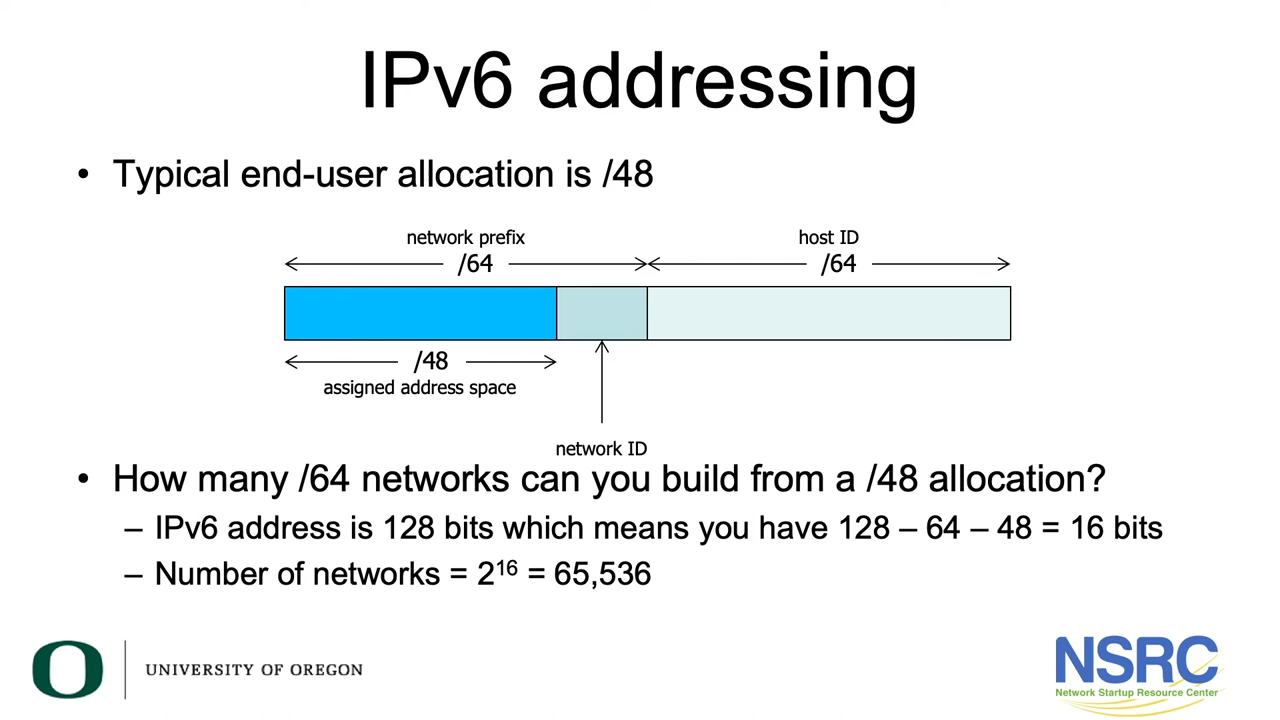 IPv6 addressing
• Typical end-user allocation is /48
network prefix
host ID
/64
/64
/48
assigned address space
network ID
• How many /64 networks can you build from a /48 allocation?
– IPv6 address is 128 bits which means you have 128 – 64 – 48 = 16 bits
– Number of networks = 2¹⁶ = 65,536
O
UNIVERSITY OF OREGON
NSRC
Network Startup Resource Center